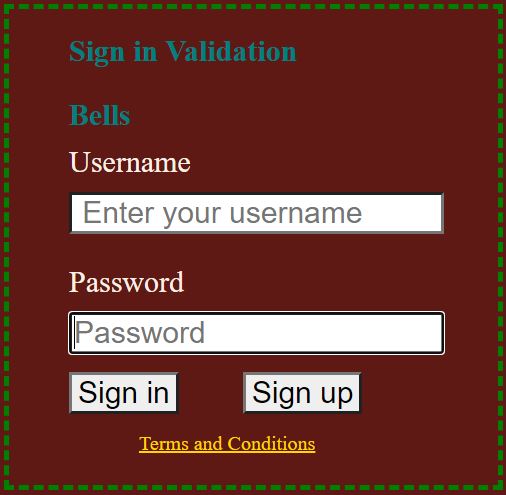 Sign in Validation
Bells
Username
Enter your username
Password
Password
Sign in Sign up
Terms and Conditions